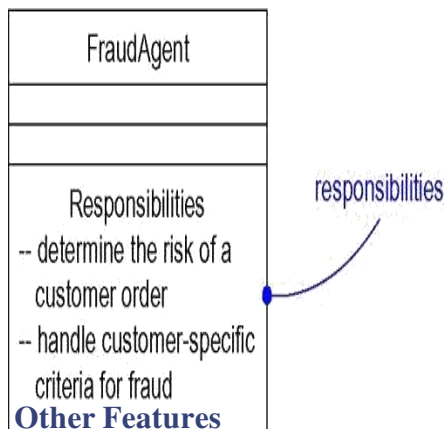 FraudAgent
Responsibilities
-- determine the risk of a
customer order
-- handle customer-specific
criteria for fraud
responsibilities
Other Features